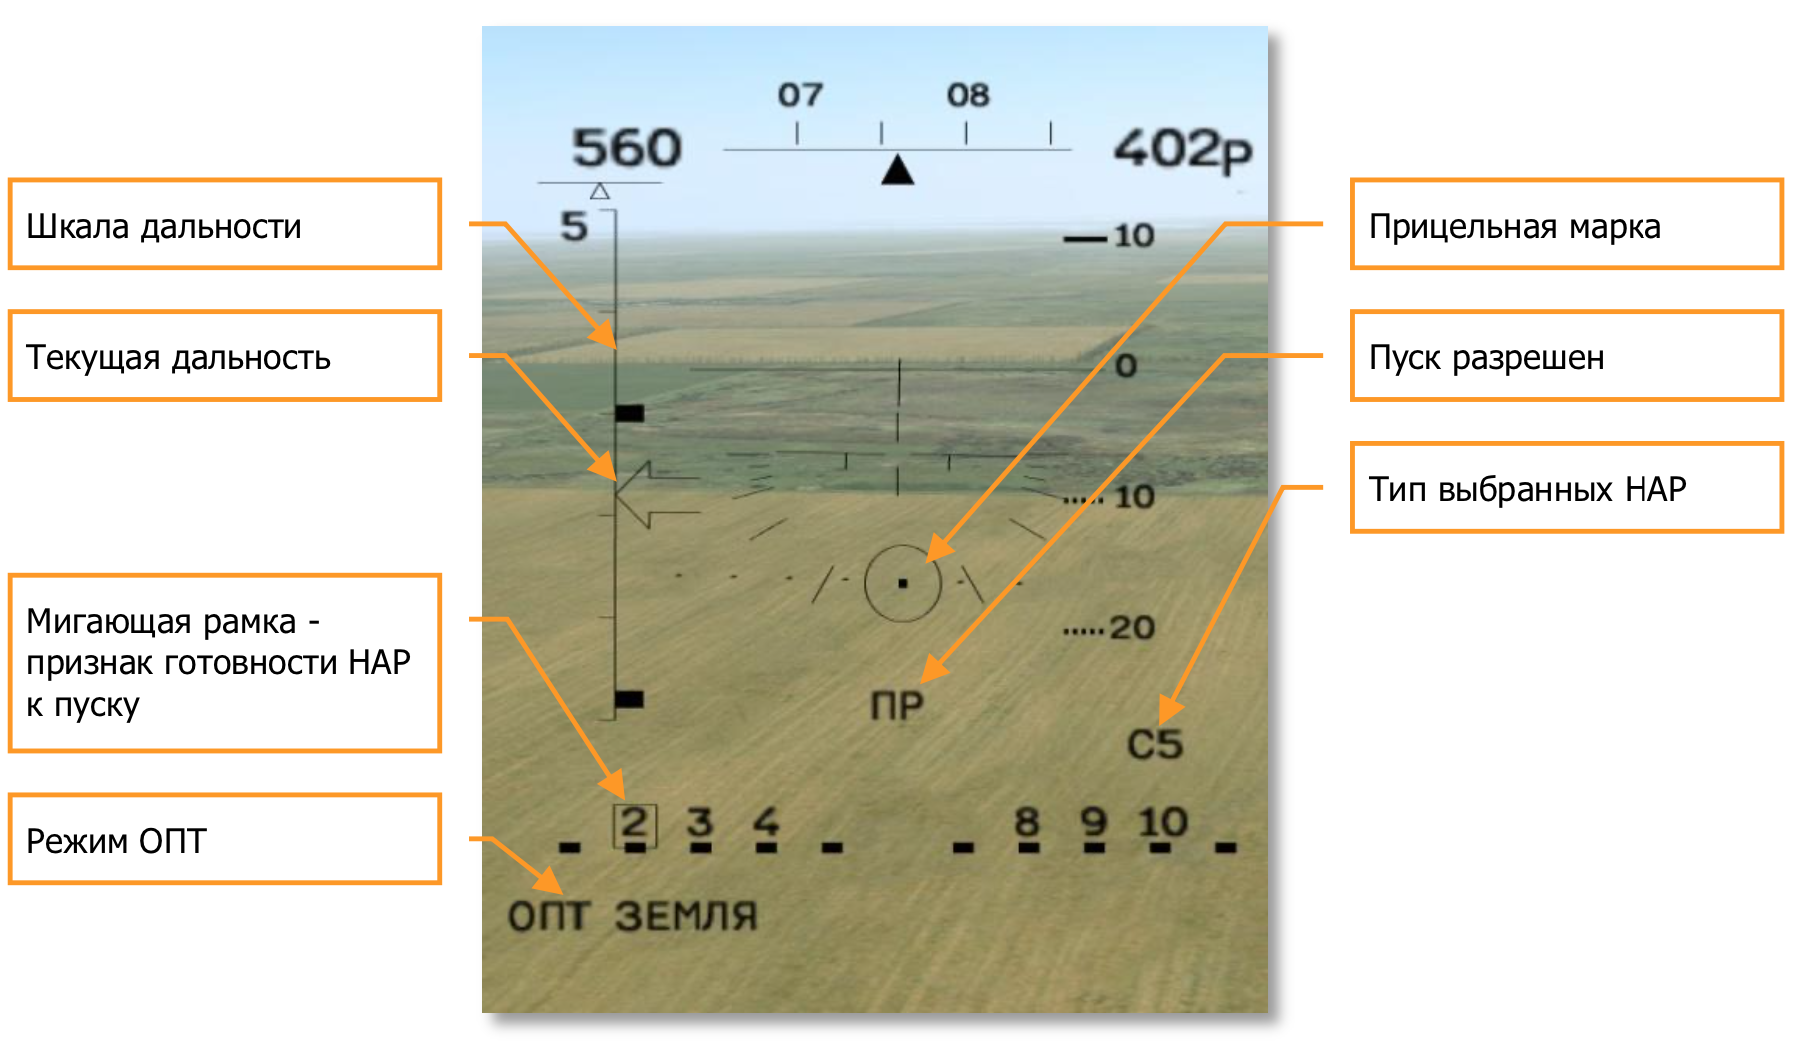 07 08
560 402р
Шкала дальности
5
10
Прицельная марка
Текущая дальность
0
Пуск разрешен
10
Тип выбранных НАР
Мигающая рамка -
признак готовности НАР
к пуску
20
ПР
С5
2 3 4 8 9 10
Режим ОПТ
ОПТ ЗЕМЛЯ